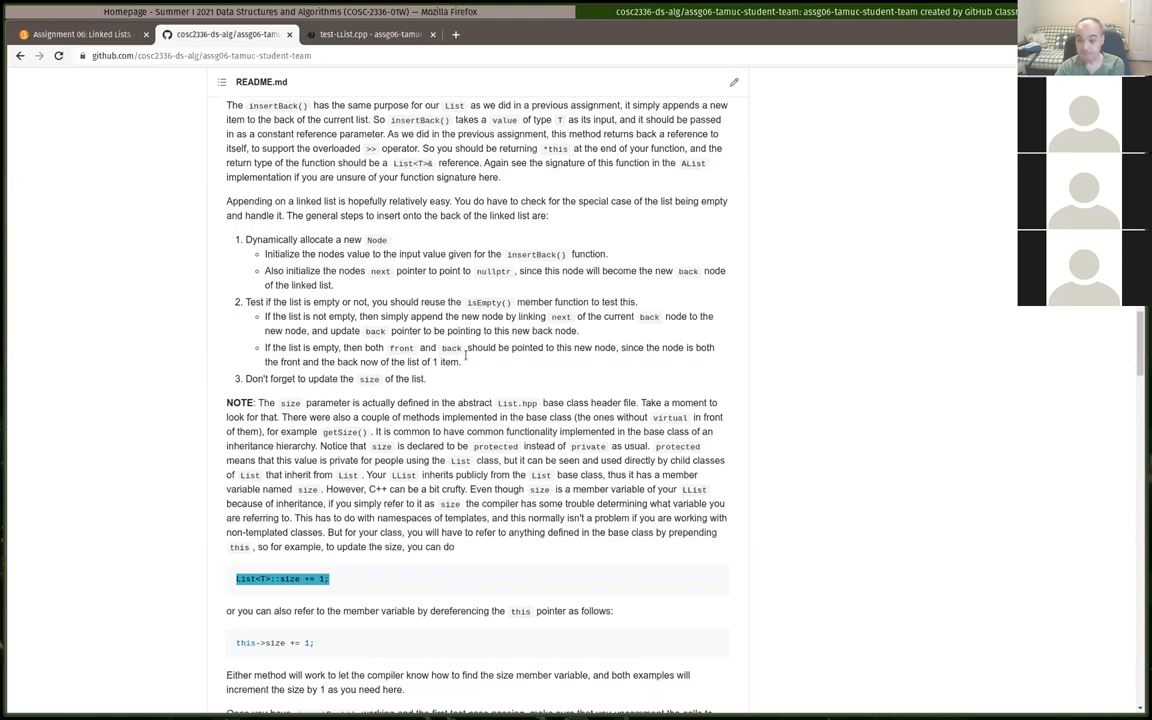 Homepage - Summer I 2021 Data Structures and Algorithms (COSC-2336-01W) — Mozilla Firefox
cosc2336-ds-alg/assg06-tamuc-student-team: assg06-tamuc-student-team created by GitHub Class
Assignment 06: Linked Lists
cosc2336-ds-alg/assg06-tamu
test-LList.cpp - assg06-tamu
github.com/cosc2336-ds-alg/assg06-tamuc-student-team
README.md
The insertBack() has the same purpose for our List as we did in a previous assignment, it simply appends a new
item to the back of the current list. So insertBack() takes a value of type T as its input, and it should be passed
in as a constant reference parameter. As we did in the previous assignment, this method returns back a reference to
itself, to support the overloaded >> operator. So you should be returning *this at the end of your function, and the
return type of the function should be a List<T>& reference. Again see the signature of this function in the AList
implementation if you are unsure of your function signature here.
Appending on a linked list is hopefully relatively easy. You do have to check for the special case of the list being empty
and handle it. The general steps to insert onto the back of the linked list are:
1. Dynamically allocate a new Node
Initialize the nodes value to the input value given for the insertBack() function.
Also initialize the nodes next pointer to point to nullptr , since this node will become the new back node
of the linked list.
2. Test if the list is empty or not, you should reuse the isEmpty() member function to test this.
If the list is not empty, then simply append the new node by linking next of the current back node to the
new node, and update back pointer to be pointing to this new back node.
If the list is empty, then both front and back should be pointed to this new node, since the node is both
the front and the back now of the list of 1 item.
3. Don't forget to update the size of the list.
NOTE: The size parameter is actually defined in the abstract List.hpp base class header file. Take a moment to
look for that. There were also a couple of methods implemented in the base class (the ones without virtual in front
of them), for example getSize() . It is common to have common functionality implemented in the base class of an
inheritance hierarchy. Notice that size is declared to be protected instead of private as usual. protected
means that this value is private for people using the List class, but it can be seen and used directly by child classes
of List that inherit from List . Your LList inherits publicly from the List base class, thus it has a member
variable named size . However, C++ can be a bit crufty. Even though size is a member variable of your LList
because of inheritance, if you simply refer to it as size the compiler has some trouble determining what variable you
are referring to. This has to do with namespaces of templates, and this normally isn't a problem if you are working with
non-templated classes. But for your class, you will have to refer to anything defined in the base class by prepending
this , so for example, to update the size, you can do
List<T>::size += 1;
or you can also refer to the member variable by dereferencing the this pointer as follows:
this->size += 1;
Either method will work to let the compiler know how to find the size member variable, and both examples will
increment the size by 1 as you need here.